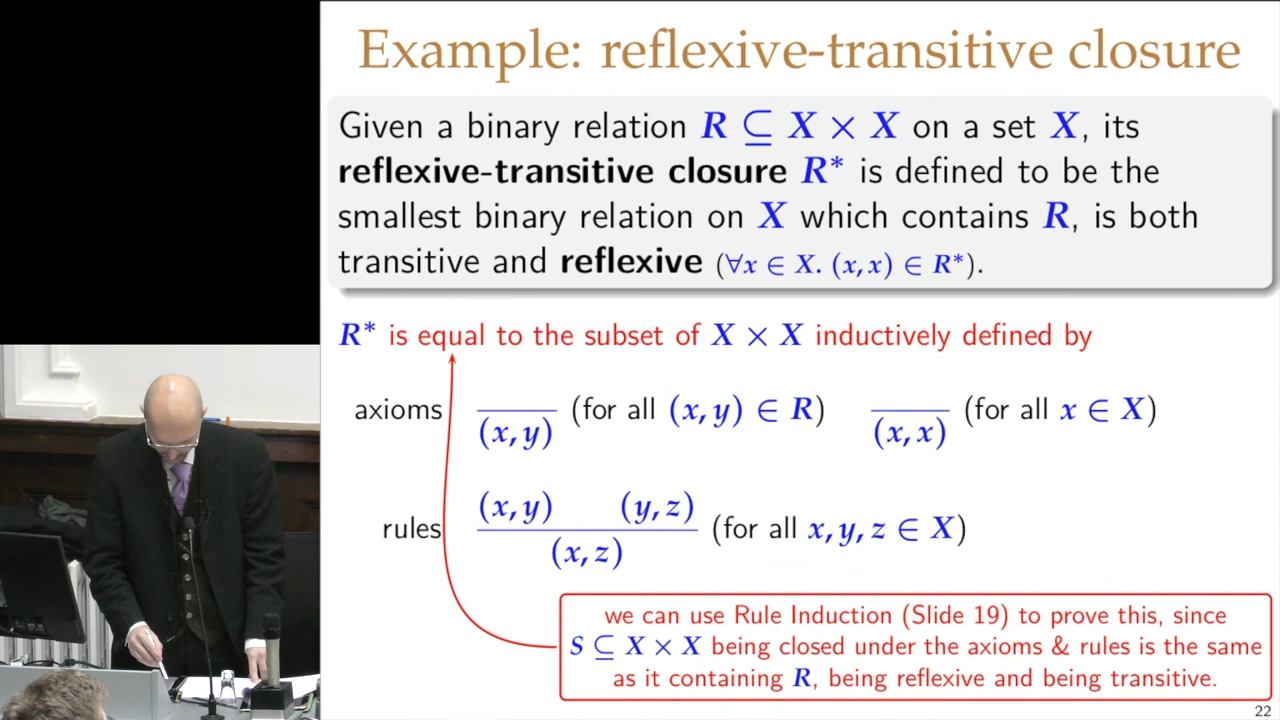 Example: reflexive-transitive closure
Given a binary relation R ⊆ X × X on a set X, its
reflexive-transitive closure R* is defined to be the
smallest binary relation on X which contains R, is both
transitive and reflexive (∀x ∈ X. (x, x) ∈ R*).
R* is equal to the subset of X × X inductively defined by
axioms (x, y) (for all (x, y) ∈ R) (x, x) (for all x ∈ X)
(x, y) (y, z)
rules (for all x, y, z ∈ X)
(x, z)
we can use Rule Induction (Slide 19) to prove this, since
S ⊆ X × X being closed under the axioms & rules is the same
as it containing R, being reflexive and being transitive.
22